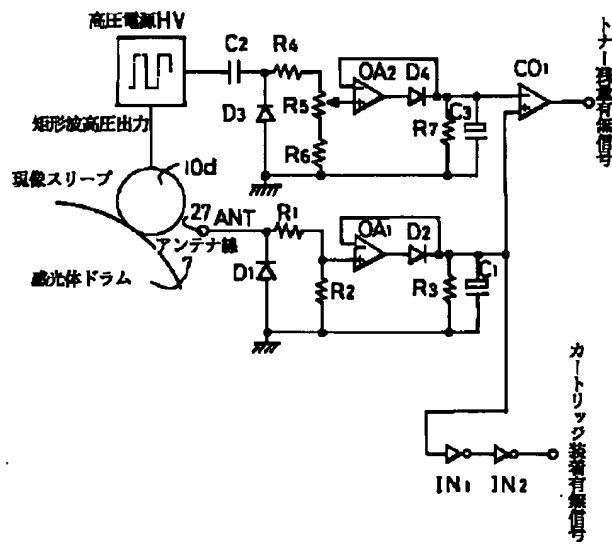 高圧電源HV
C2
R4
OA2
D4
CO1
R5
D3
R7
C3
R6
トナー残量有無信号
矩形波高圧出力
10d
現像スリーブ
27
ANT
アンテナ線
R1
OA1
D2
感光体ドラム
D1
R2
R3
C1
カートリッジ装着有無信号
IN1
IN2